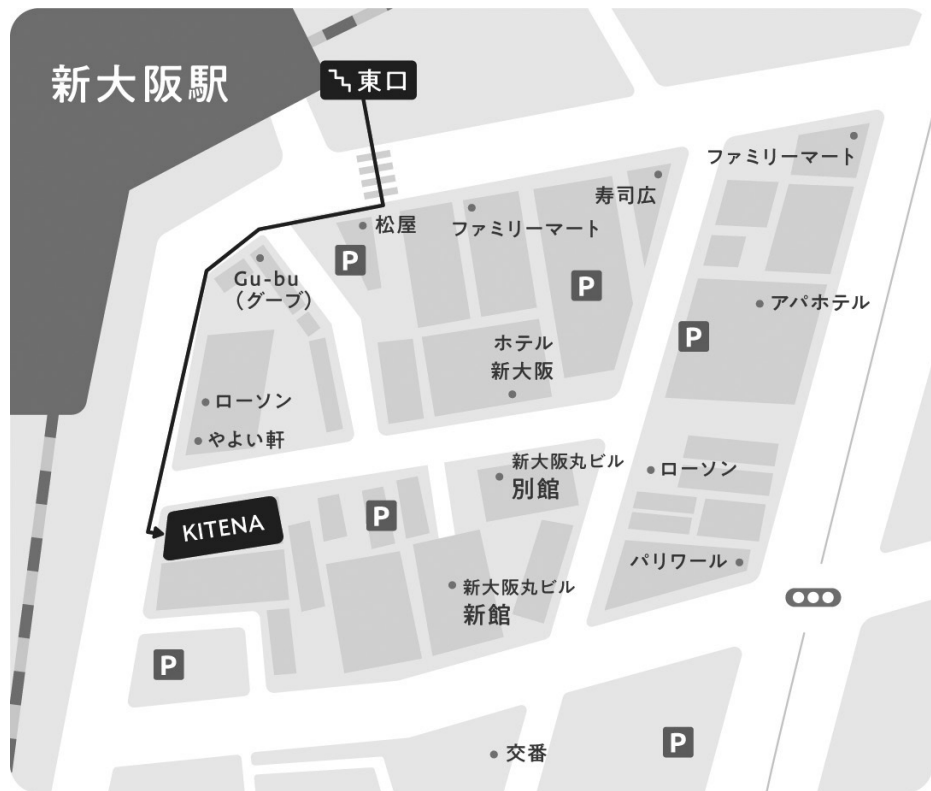 新大阪駅
東口
ファミリーマート
寿司広
松屋
ファミリーマート
P
Gu-bu
（グーブ）
P
アパホテル
P
ホテル
新大阪
ローソン
やよい軒
新大阪丸ビル
別館
ローソン
P
KITENA
パリワール
新大阪丸ビル
新館
P
P
交番